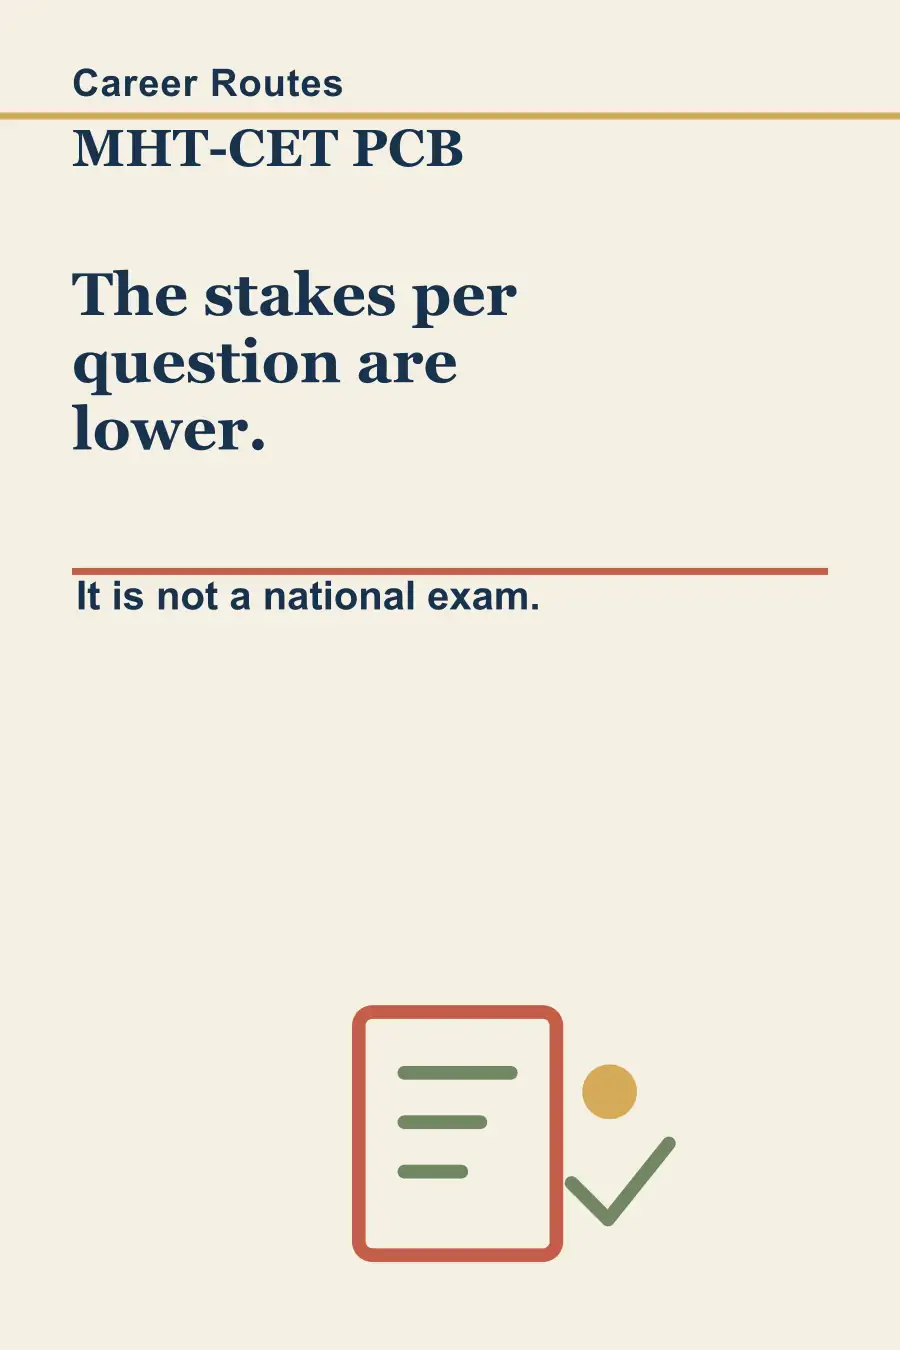 Career Routes
MHT-CET PCB
The stakes per
question are
lower.
It is not a national exam.